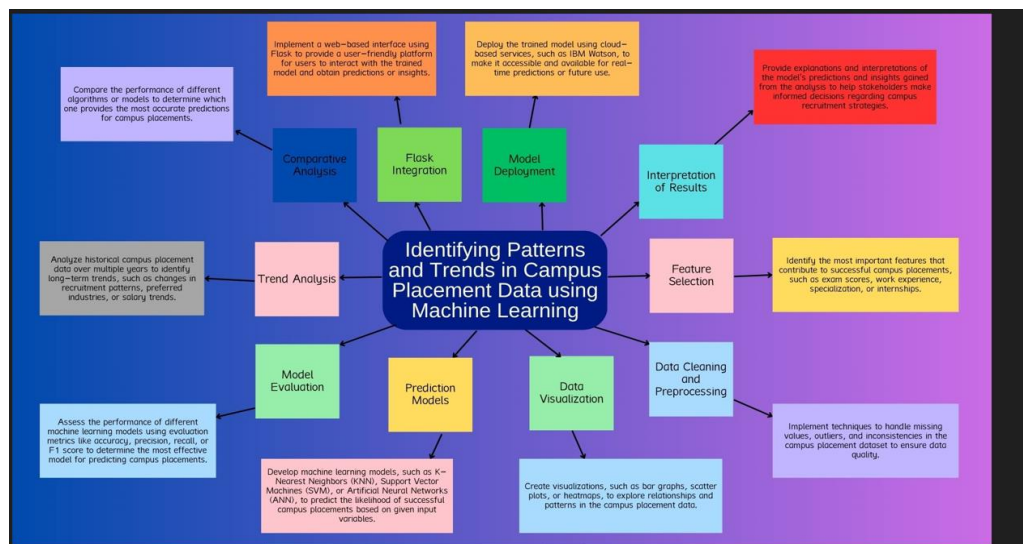 Implement a web-based interface using
Flask to provide a user-friendly platform
for users to interact with the trained
model and obtain predictions or insights.
Deploy the trained model using cloud-
based services, such as IBM Watson, to
make it accessible and available for real-
time predictions or future use.
Provide explanations and interpretations
of the model's predictions and insights gained
from the analysis to help stakeholders make
informed decisions regarding campus
recruitment strategies.
Compare the performance of different
algorithms or models to determine which
one provides the most accurate predictions
for campus placements.
Comparative
Analysis
Flask
Integration
Model
Deployment
Interpretation
of Results
Identifying Patterns
and Trends in Campus
Placement Data using
Machine Learning
Analyze historical campus placement
data over multiple years to identify
long-term trends, such as changes in
recruitment patterns, preferred
industries, or salary trends.
Trend Analysis
Feature
Selection
Identify the most important features that
contribute to successful campus placements,
such as exam scores, work experience,
specialization, or internships.
Model
Evaluation
Prediction
Models
Data
Visualization
Data Cleaning
and
Preprocessing
Assess the performance of different
machine learning models using evaluation
metrics like accuracy, precision, recall, or
F1 score to determine the most effective
model for predicting campus placements.
Develop machine learning models, such as K-
Nearest Neighbors (KNN), Support Vector
Machines (SVM), or Artificial Neural Networks
(ANN), to predict the likelihood of successful
campus placements based on given input
variables.
Create visualizations, such as bar graphs, scatter
plots, or heatmaps, to explore relationships and
patterns in the campus placement data.
Implement techniques to handle missing
values, outliers, and inconsistencies in the
campus placement dataset to ensure data
quality.